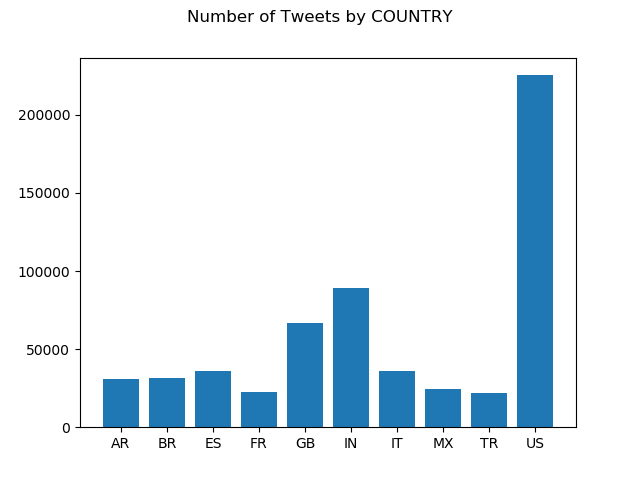 Number of Tweets by COUNTRY
200000
150000
100000
50000
0
AR BR ES FR GB IN IT MX TR US